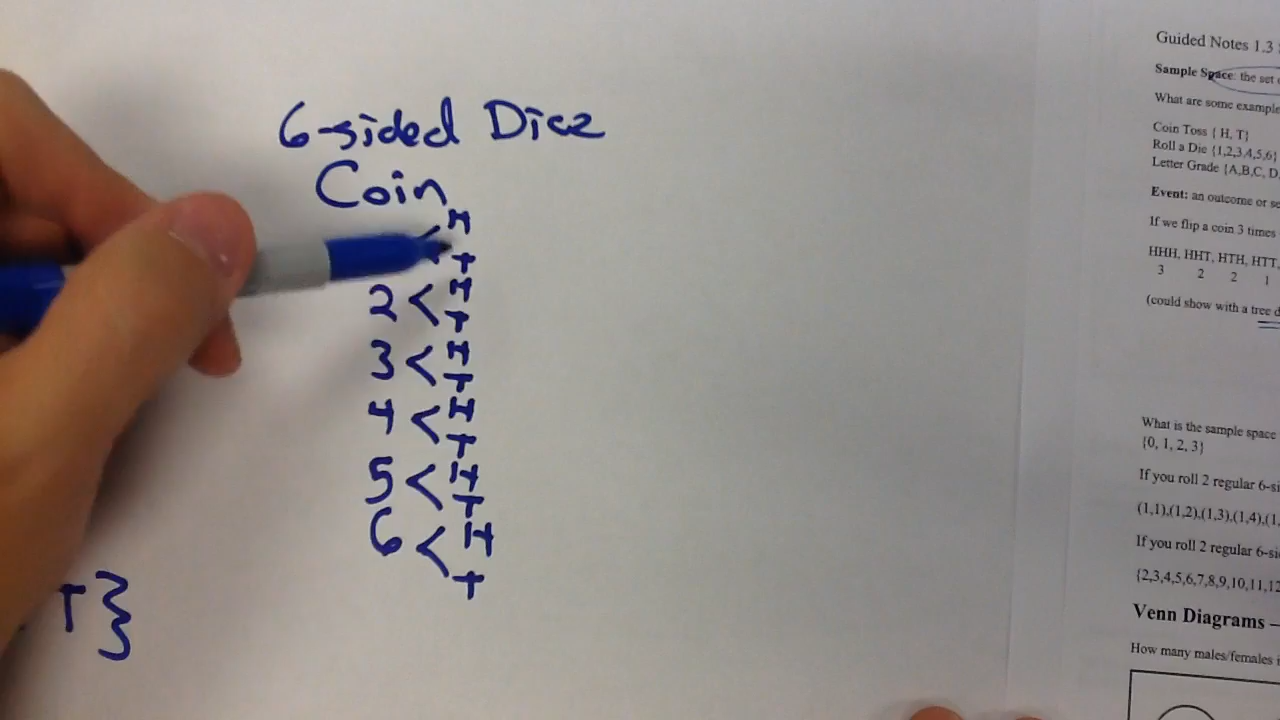 6-sided Dice
Coin
< H
T
2 < H
T
3 < H
T
4 < H
T
5 < H
T
6 < H
T
T}
Guided Notes 1.3
Sample Space: the set
What are some example
Coin Toss { H, T}
Roll a Die {1,2,3,4,5,6}
Letter Grade {A,B,C, D,
Event: an outcome or se
If we flip a coin 3 times
HHH, HHT, HTH, HTT,
3 2 2 1
(could show with a tree d
What is the sample space
{0, 1, 2, 3}
If you roll 2 regular 6-si
(1,1),(1,2),(1,3),(1,4),(1,
If you roll 2 regular 6-si
{2,3,4,5,6,7,8,9,10,11,12
Venn Diagrams –
How many males/females i